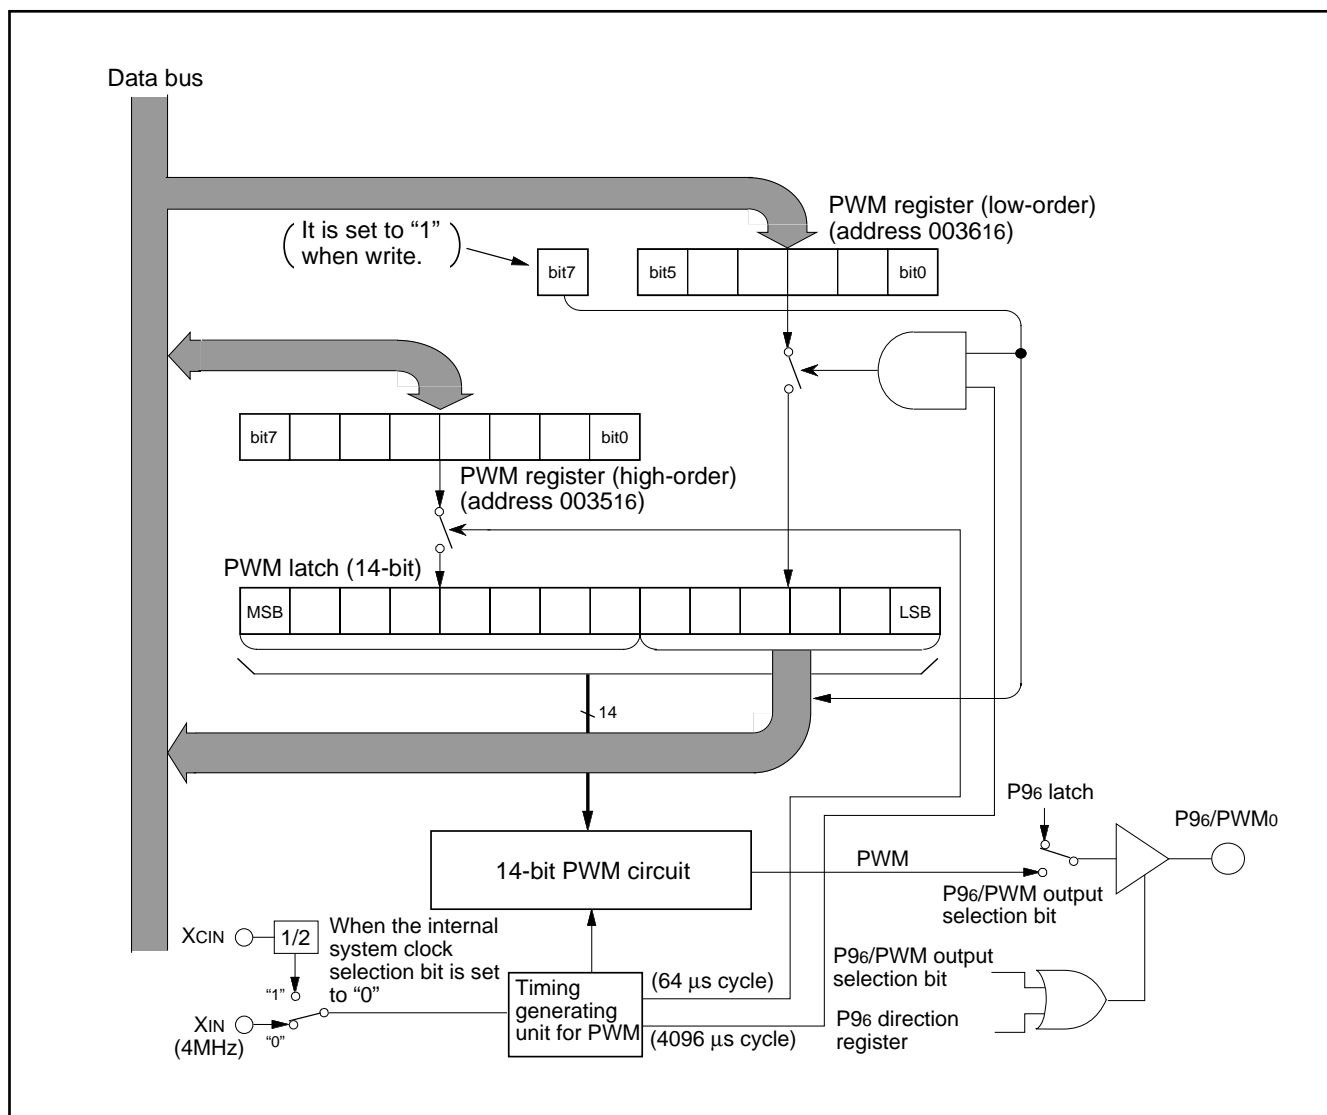 Data bus
PWM register (low-order)
(address 003616)
( It is set to “1”
when write. )
bit7
bit5
bit0
bit7
bit0
PWM register (high-order)
(address 003516)
PWM latch (14-bit)
MSB
LSB
14
P96 latch
P96/PWM0
14-bit PWM circuit
PWM
P96/PWM output
selection bit
XCIN
1/2
When the internal
system clock
selection bit is set
to “0”
“1”
XIN
(4MHz)
“0”
Timing
generating
unit for PWM
(64 µs cycle)
(4096 µs cycle)
P96/PWM output
selection bit
P96 direction
register